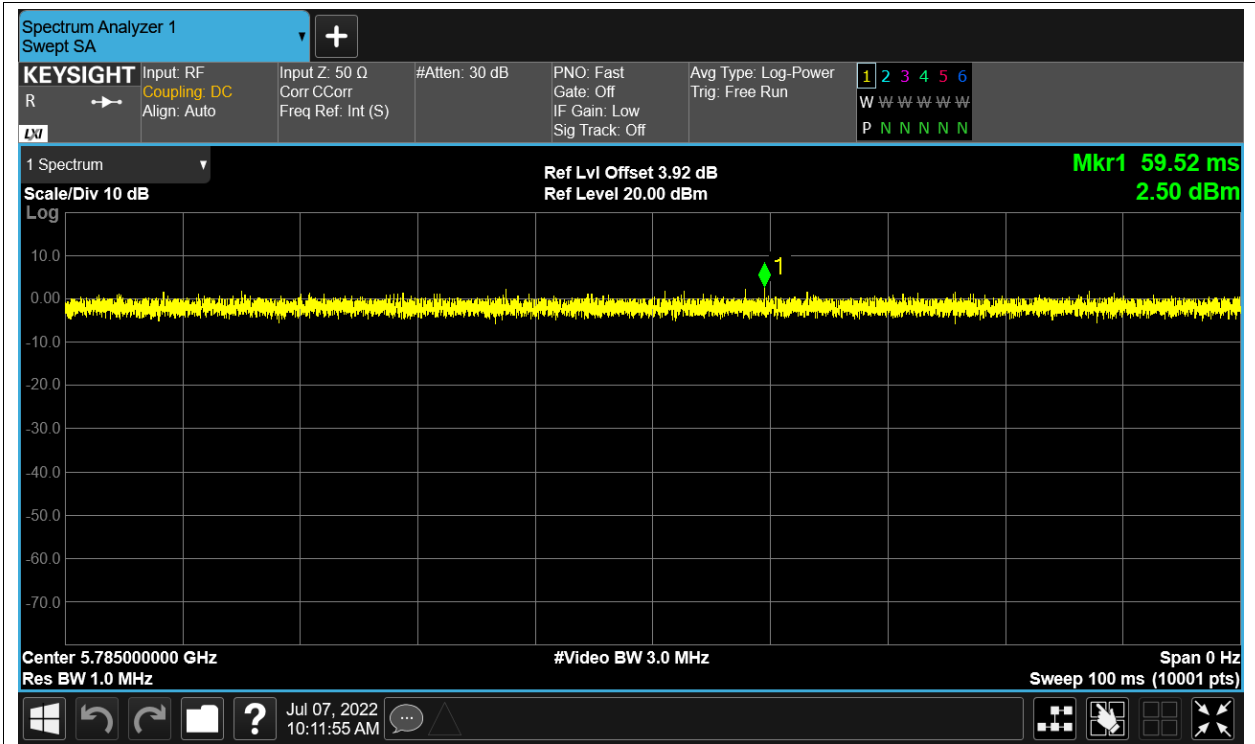 Spectrum Analyzer 1
Swept SA
+
KEYSIGHT
R
LXI
Input: RF
Coupling: DC
Align: Auto
Input Z: 50 Ω
Corr CCorr
Freq Ref: Int (S)
#Atten: 30 dB
PNO: Fast
Gate: Off
IF Gain: Low
Sig Track: Off
Avg Type: Log-Power
Trig: Free Run
1 2 3 4 5 6
W W W W W W
P N N N N N
1 Spectrum
Scale/Div 10 dB
Log
Ref Lvl Offset 3.92 dB
Ref Level 20.00 dBm
Mkr1 59.52 ms
2.50 dBm
10.0
1
0.00
-10.0
-20.0
-30.0
-40.0
-50.0
-60.0
-70.0
Center 5.785000000 GHz
Res BW 1.0 MHz
#Video BW 3.0 MHz
Span 0 Hz
Sweep 100 ms (10001 pts)
?
Jul 07, 2022
10:11:55 AM